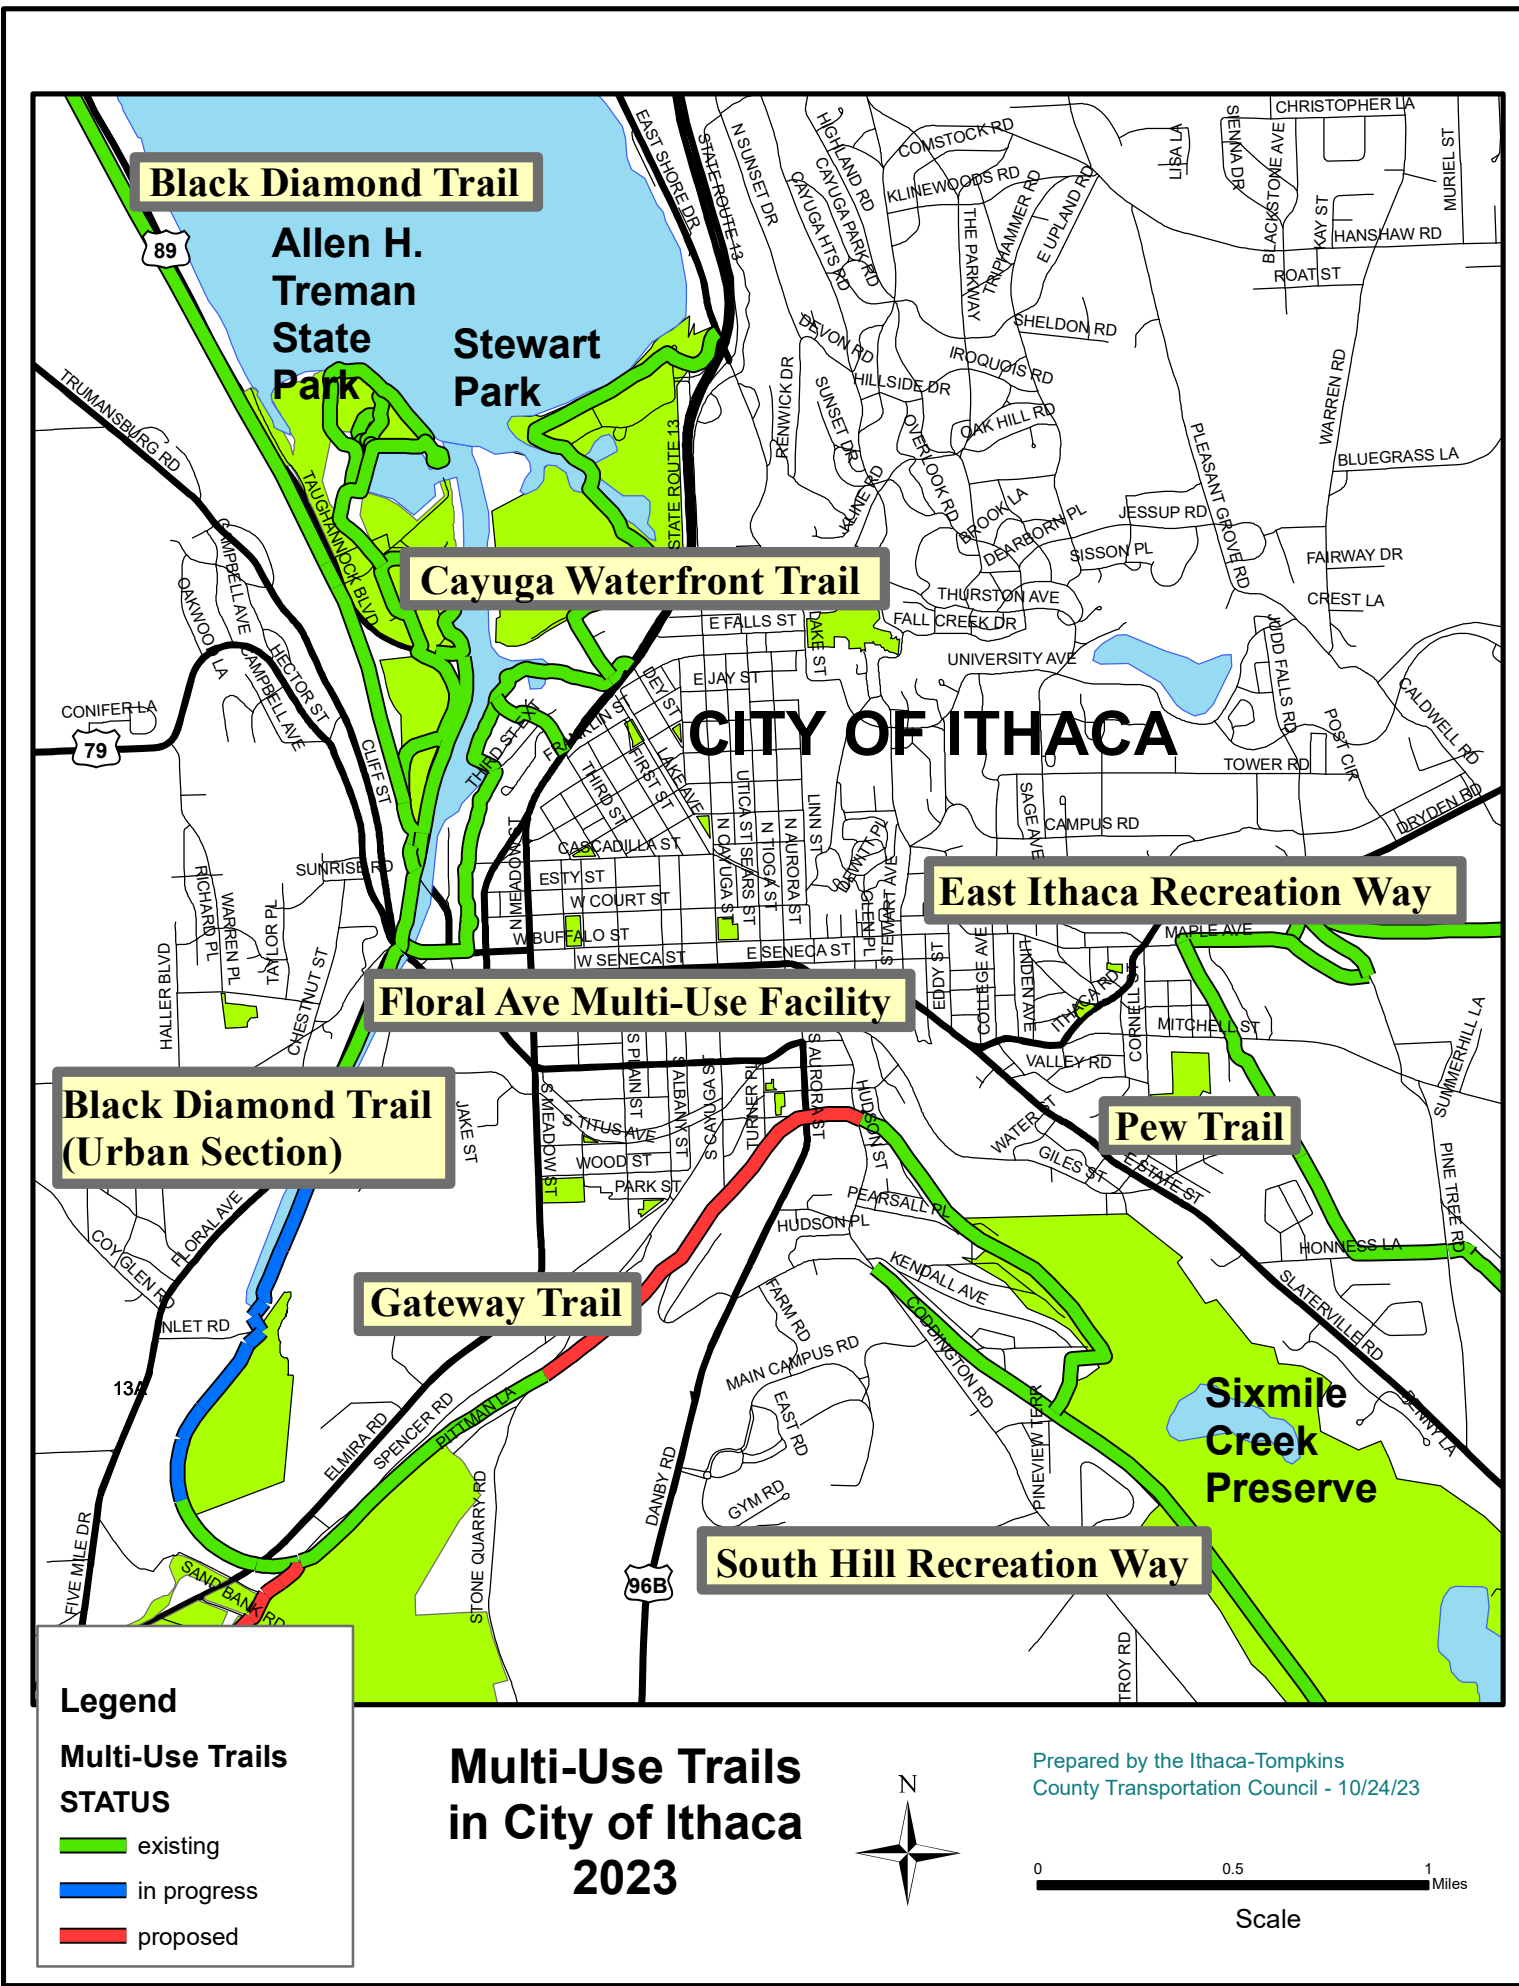 Black Diamond Trail
Allen H.
Treman
State
Park
Stewart
Park
Cayuga Waterfront Trail
CITY OF ITHACA
East Ithaca Recreation Way
Floral Ave Multi-Use Facility
Black Diamond Trail
(Urban Section)
Pew Trail
Gateway Trail
Sixmile
Creek
Preserve
South Hill Recreation Way
89
79
13A
96B
EAST SHORE DR
STATE ROUTE 13
N SUNSET DR
HIGHLAND RD
CAYUGA PARK RD
CAYUGA HTS RD
COMSTOCK RD
KLINEWOODS RD
THE PARKWAY
TRIPHAMMER RD
E UPLAND RD
LISA LA
SIENNA DR
BLACKSTONE AVE
CHRISTOPHER LA
KAY ST
MURIEL ST
HANSHAW RD
ROAT ST
SHELDON RD
DEVON RD
IROQUOIS RD
HILLSIDE DR
RENWICK DR
SUNSET DR
OAK HILL RD
OVERLOOK RD
KLINE RD
WARREN RD
PLEASANT GROVE RD
BLUEGRASS LA
BROOK LA
DEARBORN PL
JESSUP RD
SISSON PL
FAIRWAY DR
CREST LA
THURSTON AVE
FALL CREEK DR
UNIVERSITY AVE
JUDD FALLS RD
CALDWELL RD
POST CIR
TOWER RD
DRYDEN RD
SAGE AVE
CAMPUS RD
TRUMANSBURG RD
TAUGHANNOCK BLVD
STATE ROUTE 13
CAMPBELL AVE
OAKWOOD LA
HECTOR ST
CAMPBELL AVE
CONIFER LA
CLIFF ST
E FALLS ST
LAKE ST
E JAY ST
DEY ST
FRANKLIN ST
THIRD ST EXT
THIRD ST
FIRST ST
LAKE AVE
UTICA ST
SEARS ST
N CAYUGA ST
N TIOGA ST
N AURORA ST
LINN ST
DEWITT PL
STEWART AVE
GLEN PL
N MEADOW ST
CASCADILLA ST
ESTY ST
W COURT ST
W BUFFALO ST
W SENECA ST
E SENECA ST
SUNRISE RD
RICHARD PL
WARREN PL
TAYLOR PL
HALLER BLVD
CHESTNUT ST
EDDY ST
COLLEGE AVE
LINDEN AVE
ITHACA RD
CORNELL ST
MAPLE AVE
MITCHELL ST
VALLEY RD
SUMMERHILL LA
PINE TREE RD
WATER ST
GILES ST
E STATE ST
HONNESS LA
SLATERVILLE RD
PENNY LA
JAKE ST
S MEADOW ST
S PLAIN ST
S ALBANY ST
S CAYUGA ST
TURNER PL
S AURORA ST
HUDSON ST
S TITUS AVE
WOOD ST
PARK ST
PEARSALL PL
HUDSON PL
KENDALL AVE
CODDINGTON RD
FARM RD
MAIN CAMPUS RD
EAST RD
GYM RD
PINEVIEW TERR
TROY RD
DANBY RD
STONE QUARRY RD
FLORAL AVE
COY GLEN RD
INLET RD
ELMIRA RD
SPENCER RD
PITTMAN LA
FIVE MILE DR
SAND BANK RD
Legend
Multi-Use Trails
STATUS
existing
in progress
proposed
Multi-Use Trails
in City of Ithaca
2023
N
Prepared by the Ithaca-Tompkins
County Transportation Council - 10/24/23
0 0.5 1
Miles
Scale